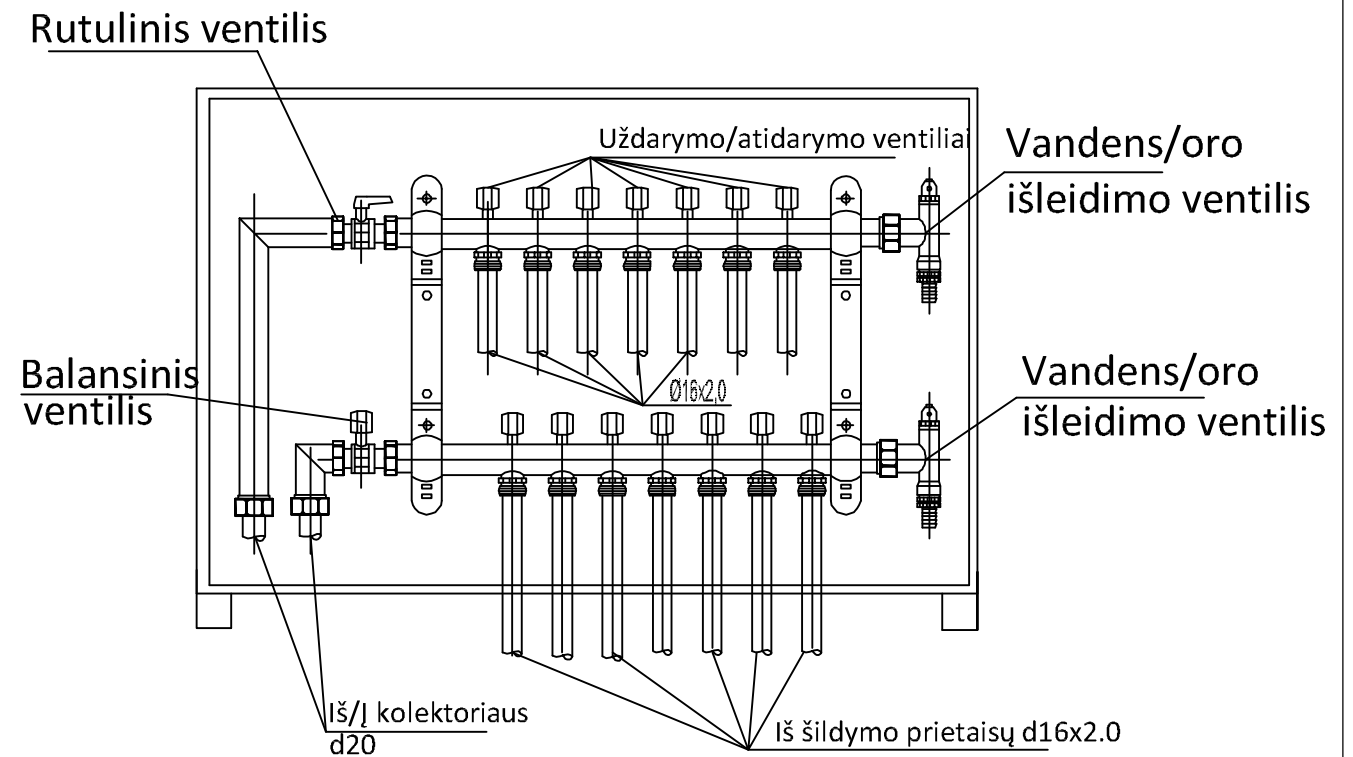 Rutulinis ventilis
Uždarymo/atidarymo ventiliai
Vandens/oro
išleidimo ventilis
Balansinis
ventilis
Ø16x2,0
Vandens/oro
išleidimo ventilis
Iš/Į kolektoriaus
d20
Iš šildymo prietaisų d16x2.0